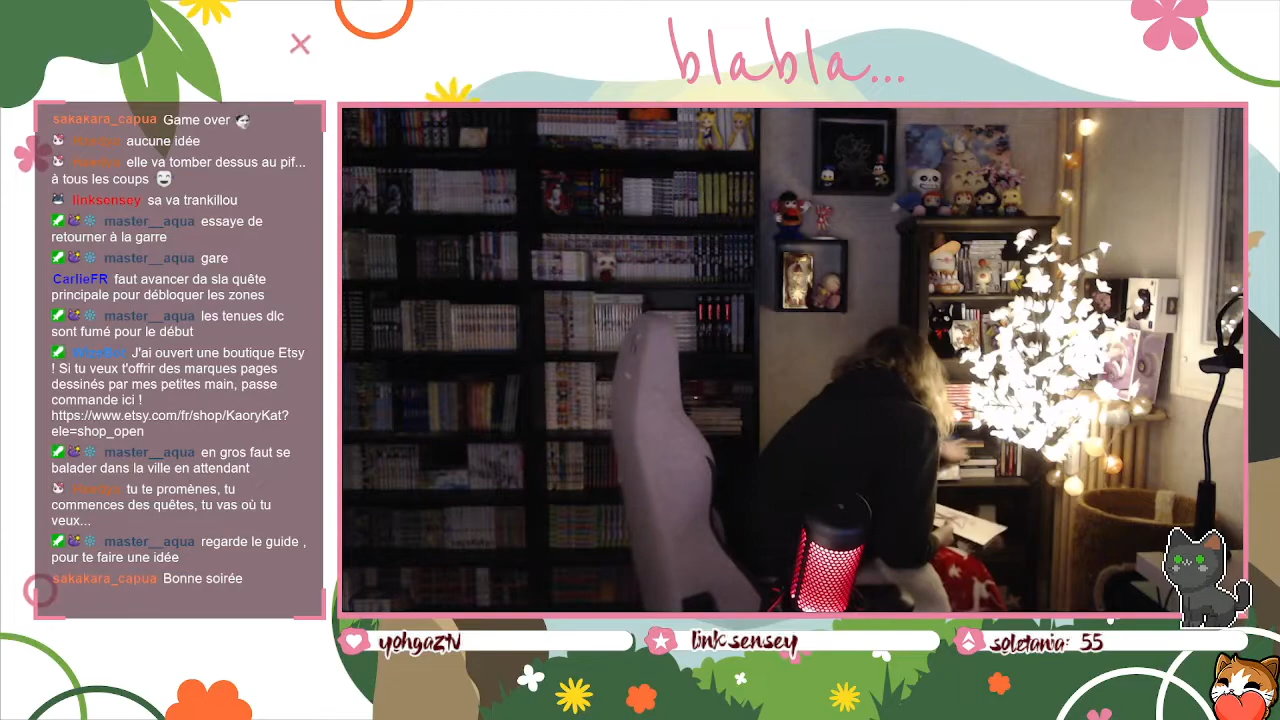 blabla...
sakakara_capua Game over
aucune idée
elle va tomber dessus au pif...
à tous les coups
linksensey sa va trankillou
master__aqua essaye de
retourner à la garre
master__aqua gare
CarlieFR faut avancer da sla quête
principale pour débloquer les zones
master__aqua les tenues dlc
sont fumé pour le début
J'ai ouvert une boutique Etsy
! Si tu veux t'offrir des marques pages
dessinés par mes petites main, passe
commande ici !
https://www.etsy.com/fr/shop/KaoryKat?
ele=shop_open
master__aqua en gros faut se
balader dans la ville en attendant
tu te promènes, tu
commences des quêtes, tu vas où tu
veux...
master__aqua regarde le guide ,
pour te faire une idée
sakakara_capua Bonne soirée
yohgaztv
linksensey
soletania: 55